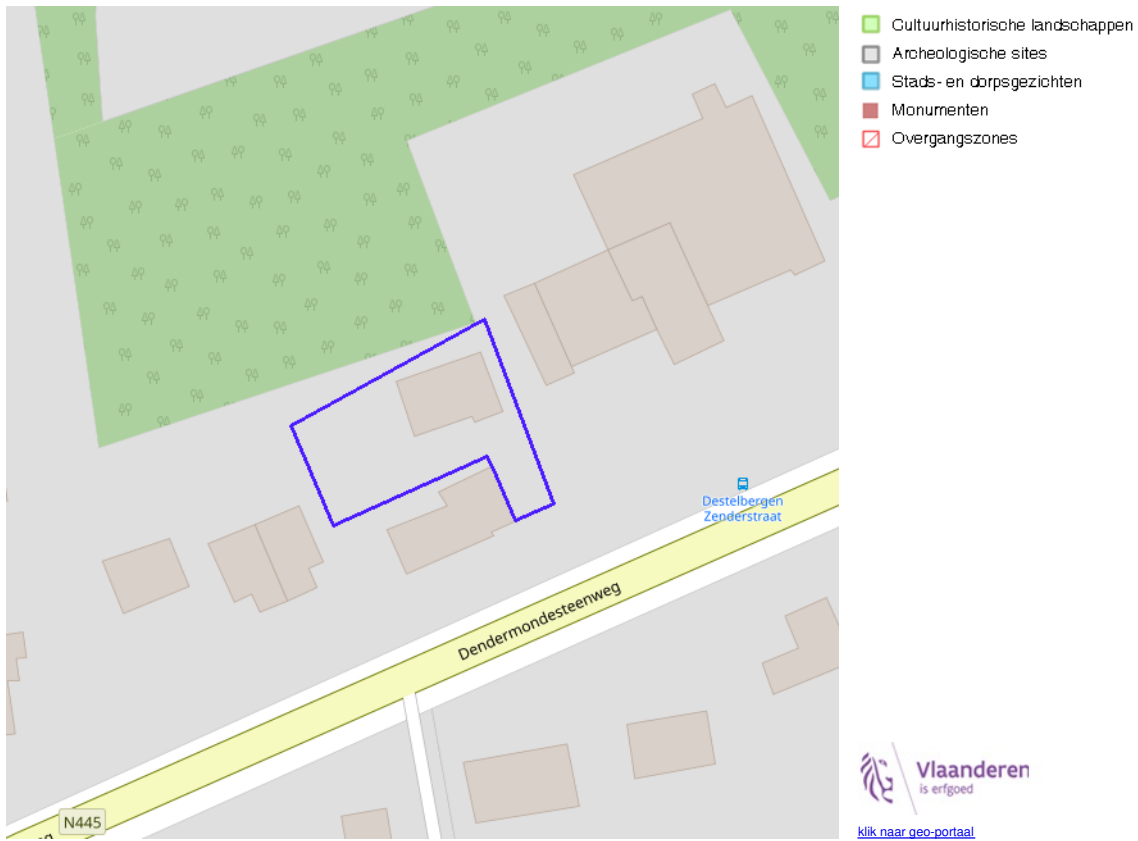 Cultuurhistorische landschappen
Archeologische sites
Stads- en dorpsgezichten
Monumenten
Overgangszones
Destelbergen
Zenderstraat
Dendermondesteenweg
N445
Vlaanderen
is erfgoed
klik naar geo-portaal